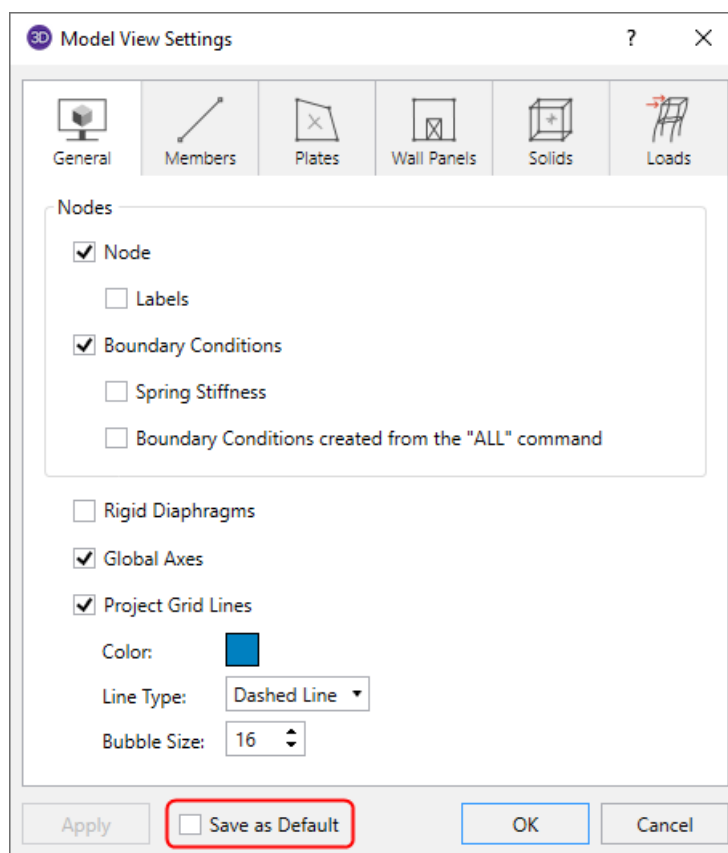 3D Model View Settings ?
General Members Plates Wall Panels Solids Loads
Nodes
Node
Labels
Boundary Conditions
Spring Stiffness
Boundary Conditions created from the "ALL" command
Rigid Diaphragms
Global Axes
Project Grid Lines
Color:
Line Type: Dashed Line
Bubble Size: 16
Apply Save as Default OK Cancel